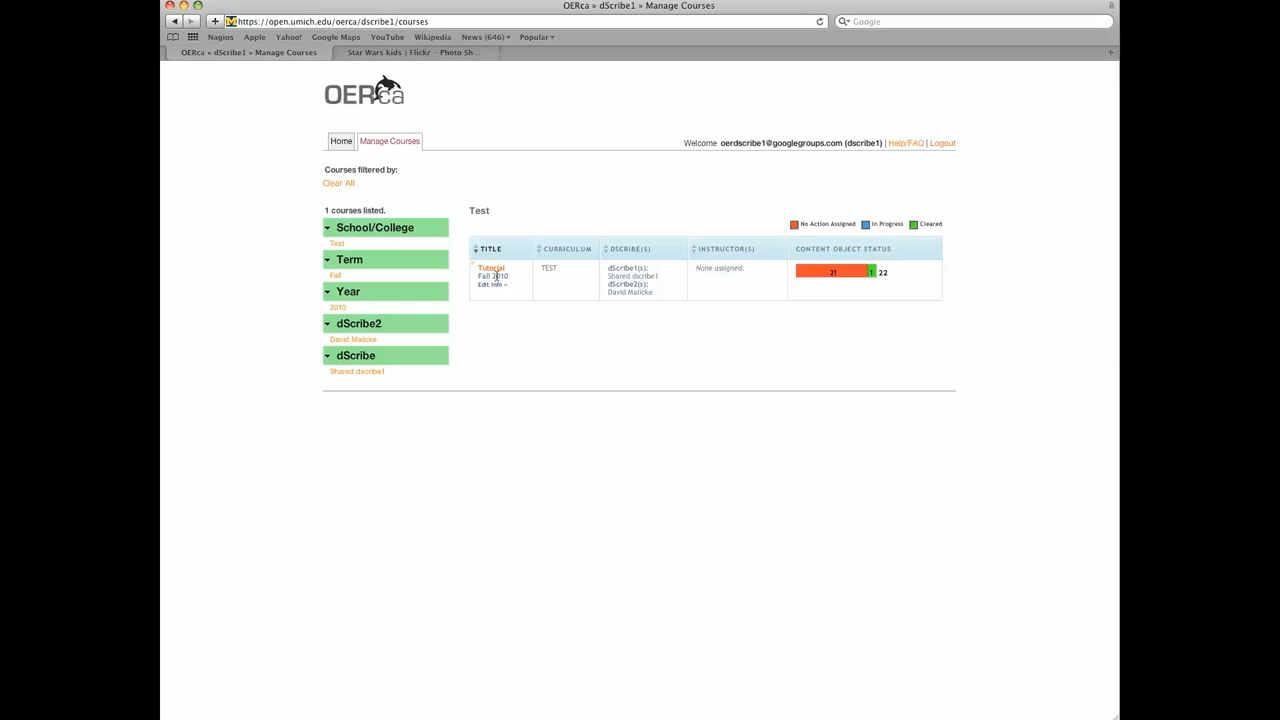 OERca » dScribe1 » Manage Courses
https://open.umich.edu/oerca/dscribe1/courses
Google
Nagios Apple Yahoo! Google Maps YouTube Wikipedia News (646) Popular
OERca » dScribe1 » Manage Courses Star Wars kids | Flickr - Photo Sh...
OERca
Home Manage Courses
Welcome oerdscribe1@googlegroups.com (dscribe1) | Help/FAQ | Logout
Courses filtered by:
Clear All
1 courses listed.
School/College
Test
Term
Fall
Year
2010
dScribe2
David Malicke
dScribe
Shared dscribe1
Test
No Action Assigned In Progress Cleared
TITLE CURRICULUM DSCRIBE(S) INSTRUCTOR(S) CONTENT OBJECT STATUS
Tutorial
Fall 2010
Edit Info –
TEST
dScribe1(s):
Shared dscribe1
dScribe2(s):
David Malicke
None assigned.
21 1 22